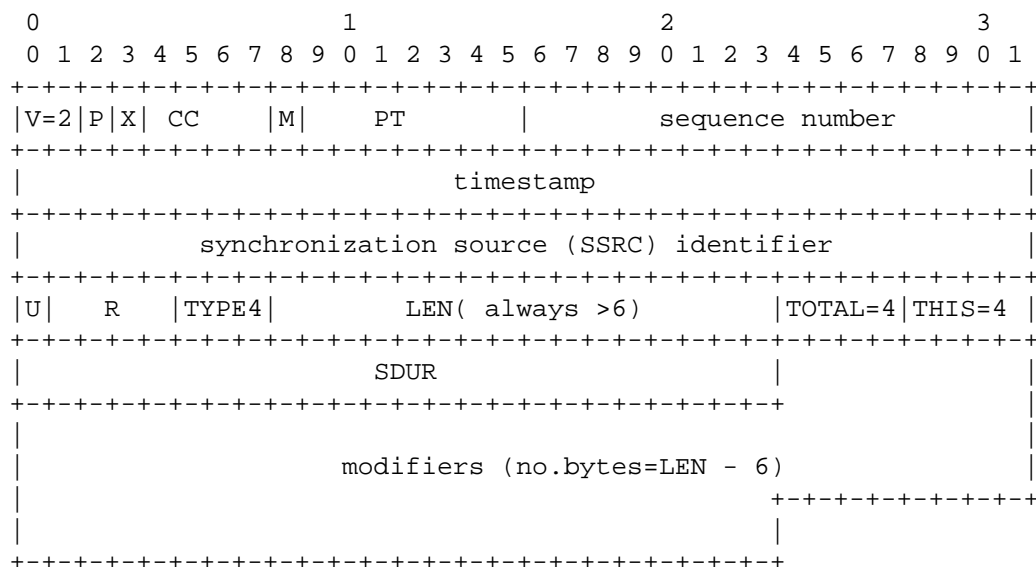 0                   1                   2                   3
 0 1 2 3 4 5 6 7 8 9 0 1 2 3 4 5 6 7 8 9 0 1 2 3 4 5 6 7 8 9 0 1
+-+-+-+-+-+-+-+-+-+-+-+-+-+-+-+-+-+-+-+-+-+-+-+-+-+-+-+-+-+-+-+-+
|V=2|P|X| CC    |M|    PT       |        sequence number        |
+-+-+-+-+-+-+-+-+-+-+-+-+-+-+-+-+-+-+-+-+-+-+-+-+-+-+-+-+-+-+-+-+
|                           timestamp                           |
+-+-+-+-+-+-+-+-+-+-+-+-+-+-+-+-+-+-+-+-+-+-+-+-+-+-+-+-+-+-+-+-+
|           synchronization source (SSRC) identifier            |
+-+-+-+-+-+-+-+-+-+-+-+-+-+-+-+-+-+-+-+-+-+-+-+-+-+-+-+-+-+-+-+-+
|U|   R   |TYPE4|        LEN( always >6)        |TOTAL=4|THIS=4 |
+-+-+-+-+-+-+-+-+-+-+-+-+-+-+-+-+-+-+-+-+-+-+-+-+-+-+-+-+-+-+-+-+
|                      SDUR                     |               |
+-+-+-+-+-+-+-+-+-+-+-+-+-+-+-+-+-+-+-+-+-+-+-+-+               |
|                                                               |
|                    modifiers (no.bytes=LEN - 6)               |
|                                               +-+-+-+-+-+-+-+-+
|                                               |
+-+-+-+-+-+-+-+-+-+-+-+-+-+-+-+-+-+-+-+-+-+-+-+-+